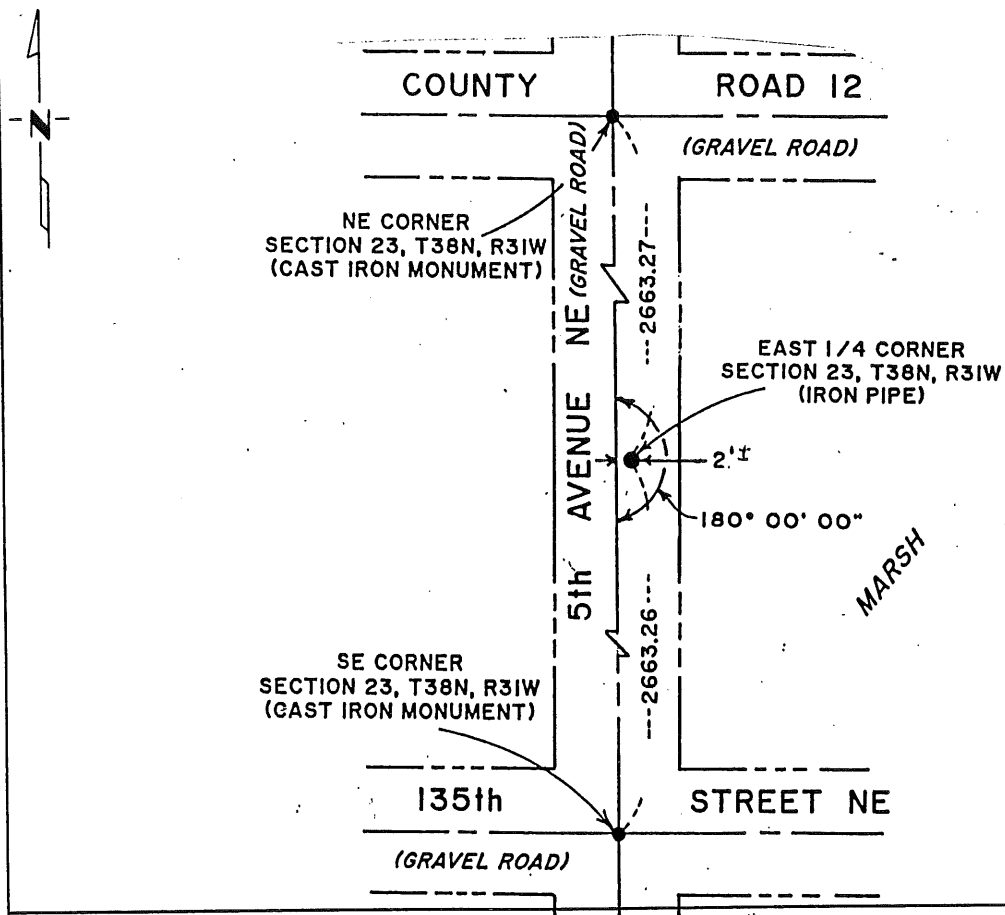 COUNTY ROAD 12
N
(GRAVEL ROAD)
(GRAVEL ROAD)
NE CORNER
SECTION 23, T38N, R31W
(CAST IRON MONUMENT)
2663.27
5th AVENUE NE
EAST 1/4 CORNER
SECTION 23, T38N, R31W
(IRON PIPE)
2'±
180° 00' 00"
MARSH
2663.26
SE CORNER
SECTION 23, T38N, R31W
(CAST IRON MONUMENT)
135th STREET NE
(GRAVEL ROAD)